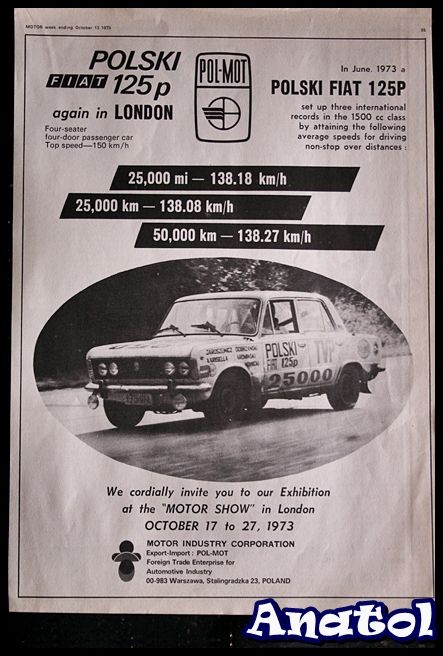 MOTOR week ending October 13 1973
POLSKI
FIAT 125p
again in LONDON
Four-seater
four-door passenger car
Top speed—150 km/h
POL-MOT
In June. 1973 a
POLSKI FIAT 125P
set up three international
records in the 1500 cc class
by attaining the following
average speeds for driving
non-stop over distances :
25,000 mi — 138.18 km/h
25,000 km — 138.08 km/h
50,000 km — 138.27 km/h
POLSKI
FIAT 125p
25000
We cordially invite you to our Exhibition
at the "MOTOR SHOW" in London
OCTOBER 17 to 27, 1973
MOTOR INDUSTRY CORPORATION
Export-Import : POL-MOT
Foreign Trade Enterprise for
Automotive Industry
00-983 Warszawa, Stalingradzka 23, POLAND
Anatol